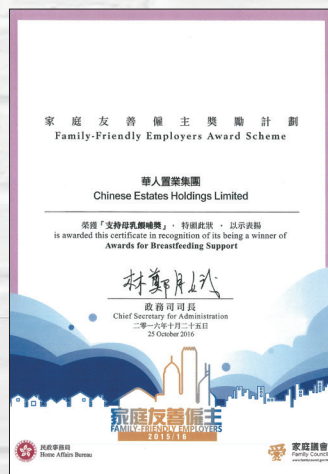 家庭友善僱主獎勵計劃
Family-Friendly Employers Award Scheme
華人置業集團
Chinese Estates Holdings Limited
榮獲「支持母乳餵哺獎」，特頒此狀，以示表揚
is awarded this certificate in recognition of its being a winner of
Awards for Breastfeeding Support
林鄭月娥
政務司司長
Chief Secretary for Administration
二零一六年十月二十五日
25 October 2016
家庭友善僱主
FAMILY-FRIENDLY EMPLOYERS
2015/16
民政事務局
Home Affairs Bureau
家庭議會
Family Council